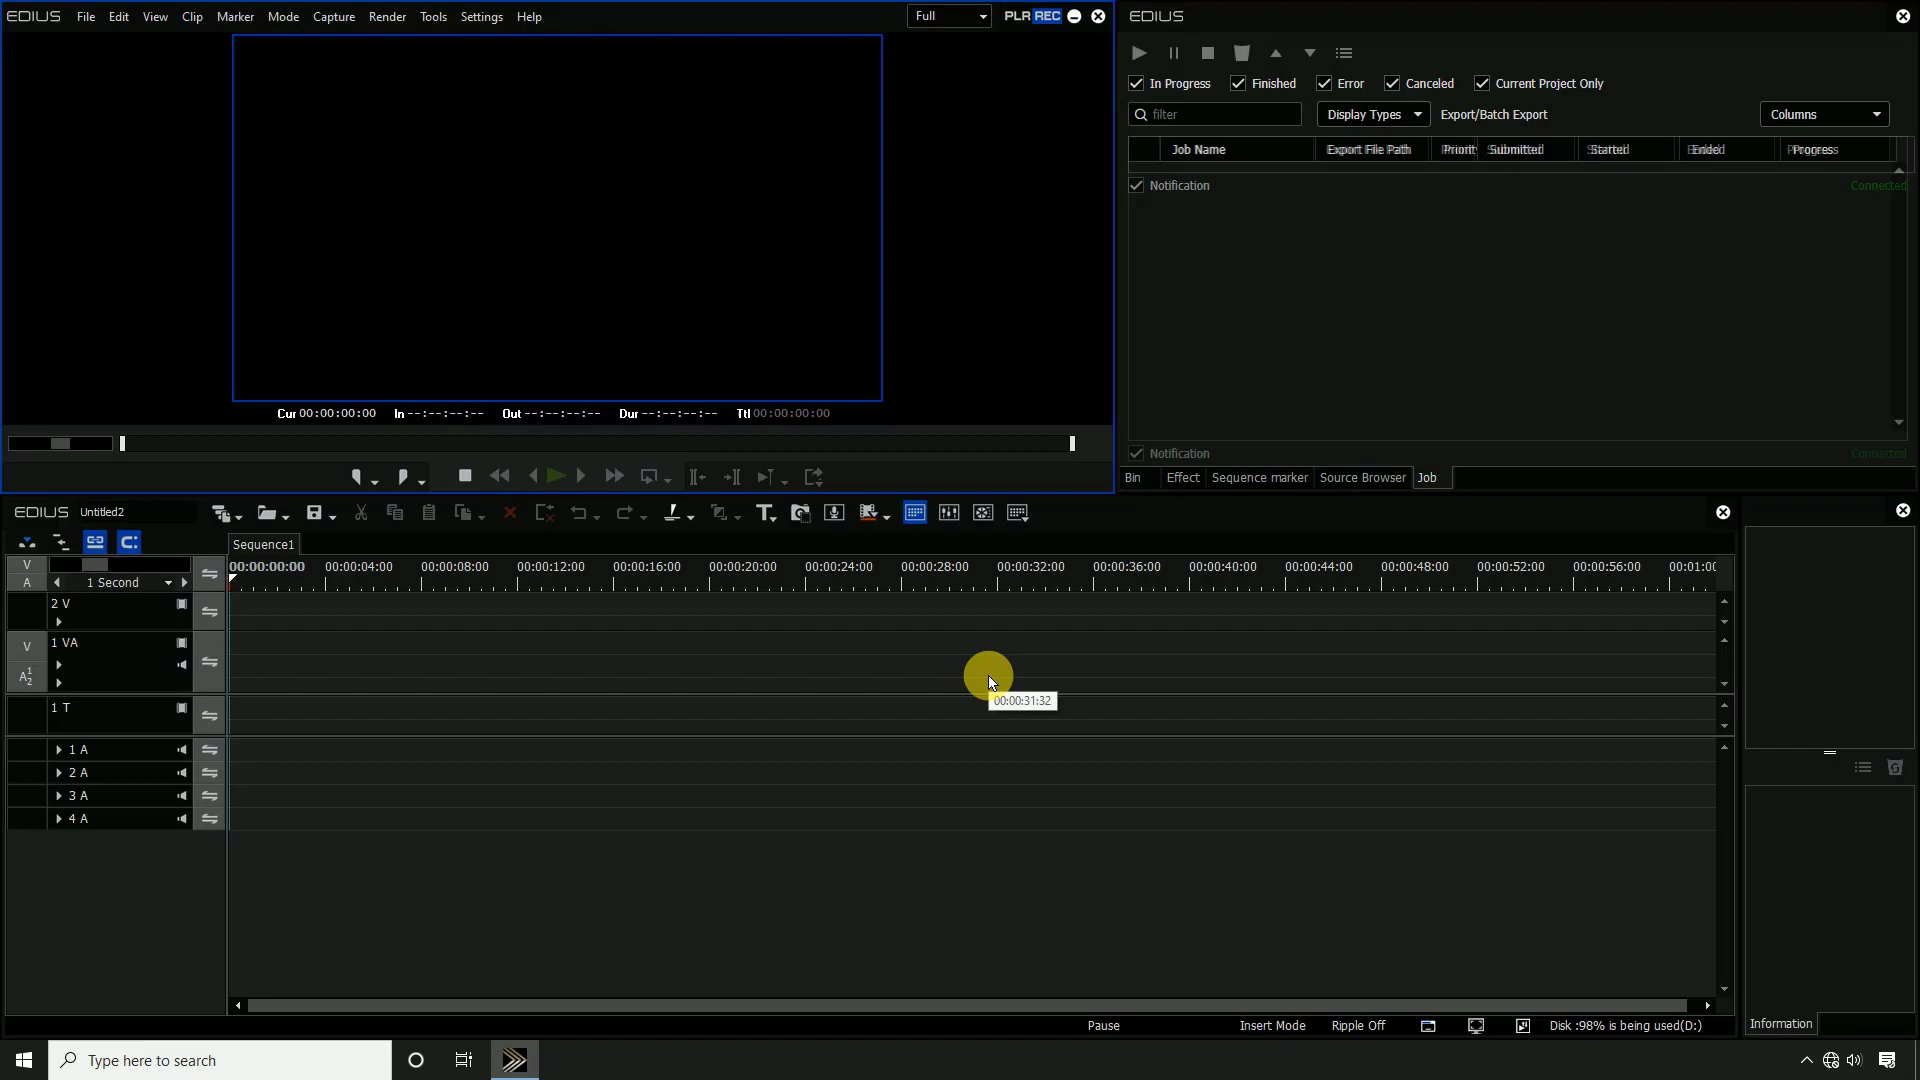 EDIUS File Edit View Clip Marker Mode Capture Render Tools Settings Help Full PLR REC
Cur 00:00:00:00 In --:--:--:-- Out --:--:--:-- Dur --:--:--:-- Ttl 00:00:00:00
EDIUS
In Progress Finished Error Canceled Current Project Only
filter Display Types Export/Batch Export Columns
Job Name Export File Path Priority Submitted Started Ended Progress
Notification Connected
Notification Connected
Bin Effect Sequence marker Source Browser Job
EDIUS Untitled2
Sequence1
V
A 1 Second
00:00:00:00 00:00:04:00 00:00:08:00 00:00:12:00 00:00:16:00 00:00:20:00 00:00:24:00 00:00:28:00 00:00:32:00 00:00:36:00 00:00:40:00 00:00:44:00 00:00:48:00 00:00:52:00 00:00:56:00 00:01:00
2 V
V 1 VA
A12
00:00:31:32
1 T
1 A
2 A
3 A
4 A
Pause Insert Mode Ripple Off Disk :98% is being used(D:)
Information
Type here to search